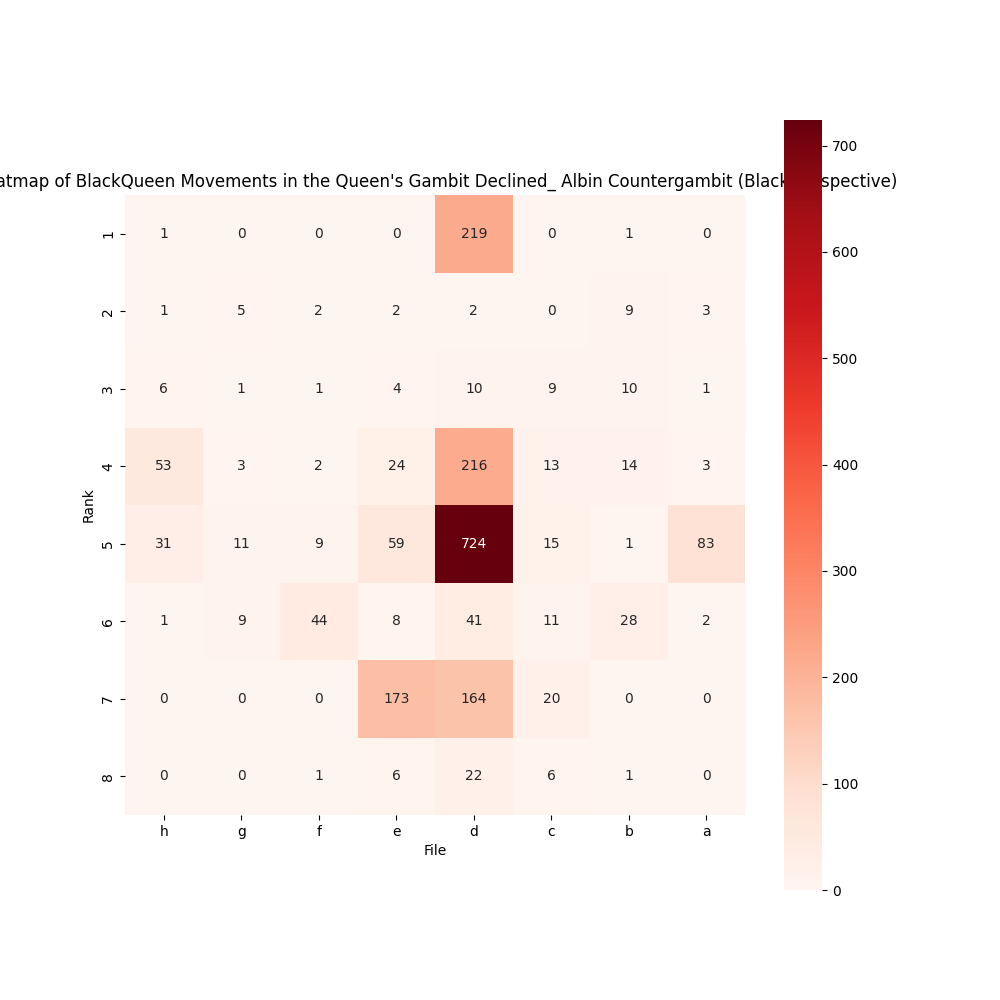 atmap of BlackQueen Movements in the Queen's Gambit Declined_ Albin Countergambit (Black spective)
1 1 0 0 0 219 0 1 0
2 1 5 2 2 2 0 9 3
3 6 1 1 4 10 9 10 1
4 53 3 2 24 216 13 14 3
5 31 11 9 59 724 15 1 83
6 1 9 44 8 41 11 28 2
7 0 0 0 173 164 20 0 0
8 0 0 1 6 22 6 1 0
Rank
h g f e d c b a
File
700
600
500
400
300
200
100
0